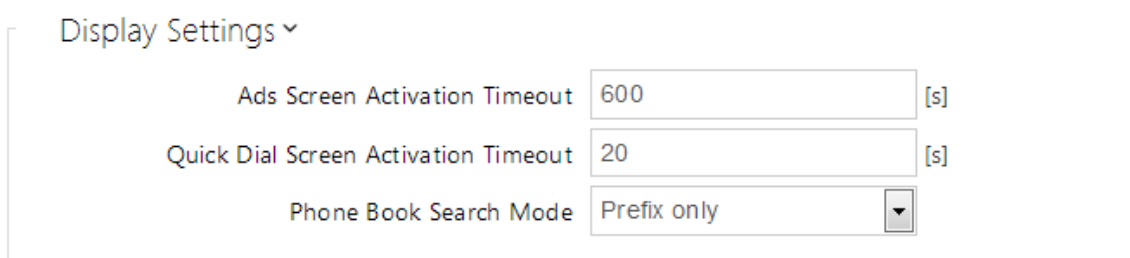 Display Settings
Ads Screen Activation Timeout 600 [s]
Quick Dial Screen Activation Timeout 20 [s]
Phone Book Search Mode Prefix only